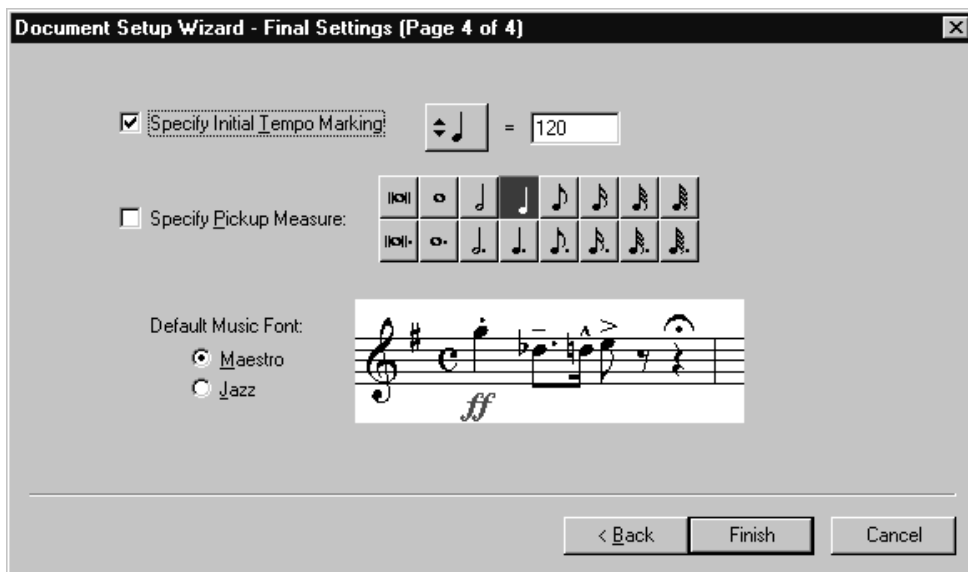 Document Setup Wizard - Final Settings (Page 4 of 4)
Specify Initial Tempo Marking = 120
Specify Pickup Measure:
Default Music Font:
Maestro
Jazz
ff
< Back Finish Cancel